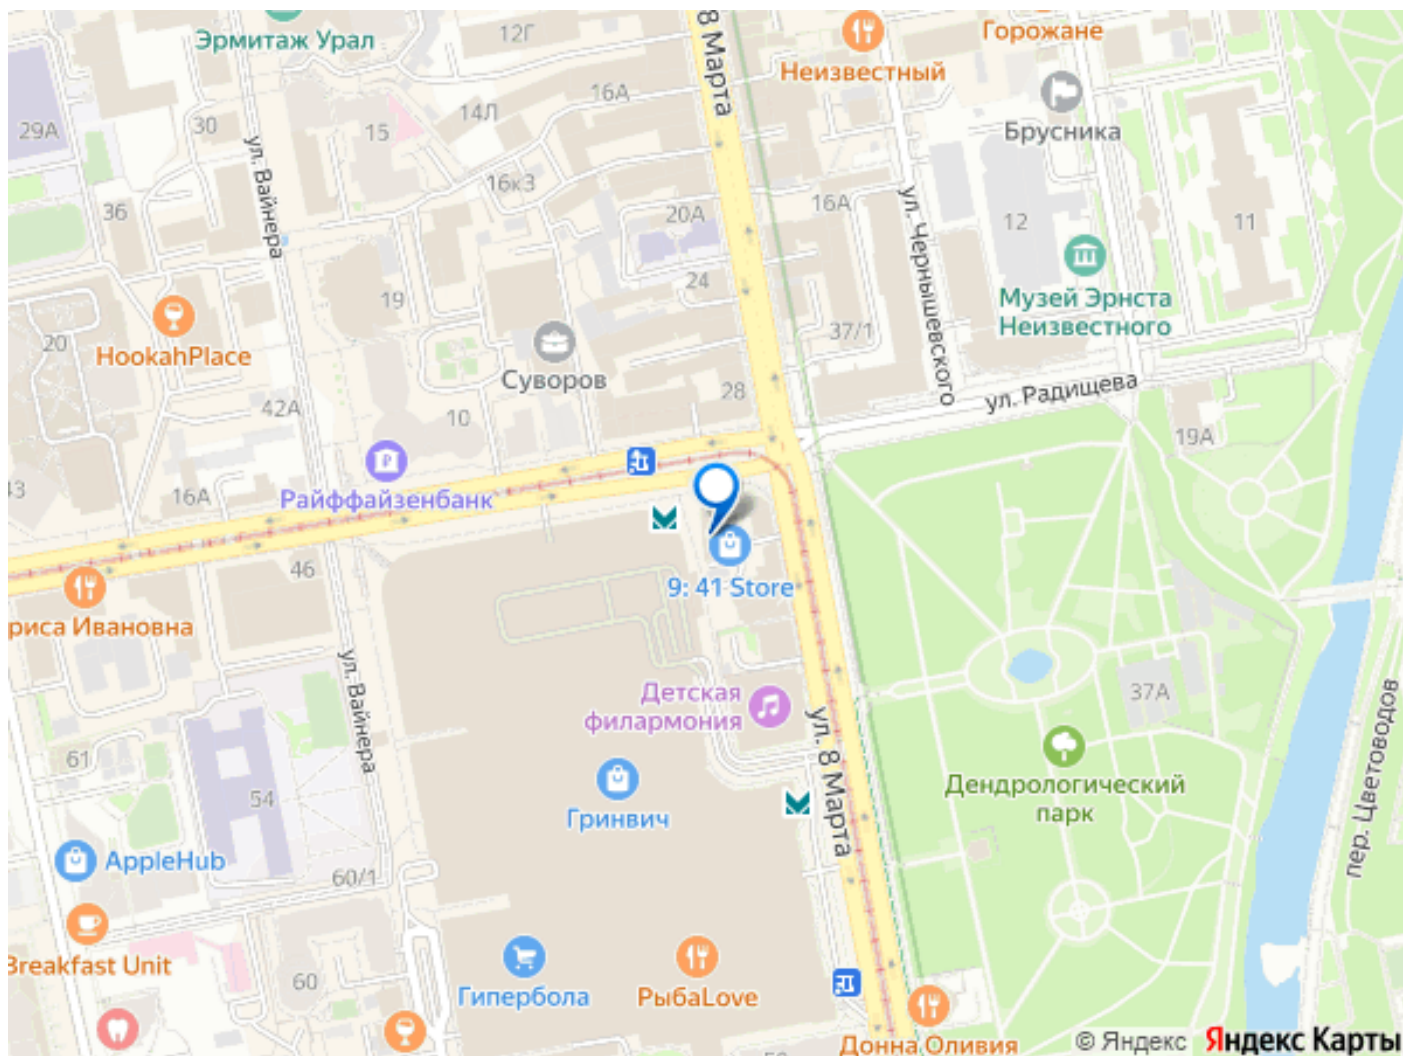 Эрмитаж Урал
12Г
8 Марта
Неизвестный
Горожане
Брусника
29А
30
15
14Л
16А
ул. Вайнера
16к3
20А
16А
ул. Чернышевского
12
11
36
24
Музей Эрнста
Неизвестного
19
37/1
20
HookahPlace
Суворов
28
ул. Радищева
42А
10
19А
43
16А
Райффайзенбанк
46
9: 41 Store
риса Ивановна
ул. Вайнера
Детская
филармония
ул. 8 Марта
37А
пер. Цветоводов
61
54
Гринвич
Дендрологический
парк
AppleHub
60/1
Breakfast Unit
60
Гипербола
РыбаLove
Донна Оливия
© Яндекс Яндекс Карты